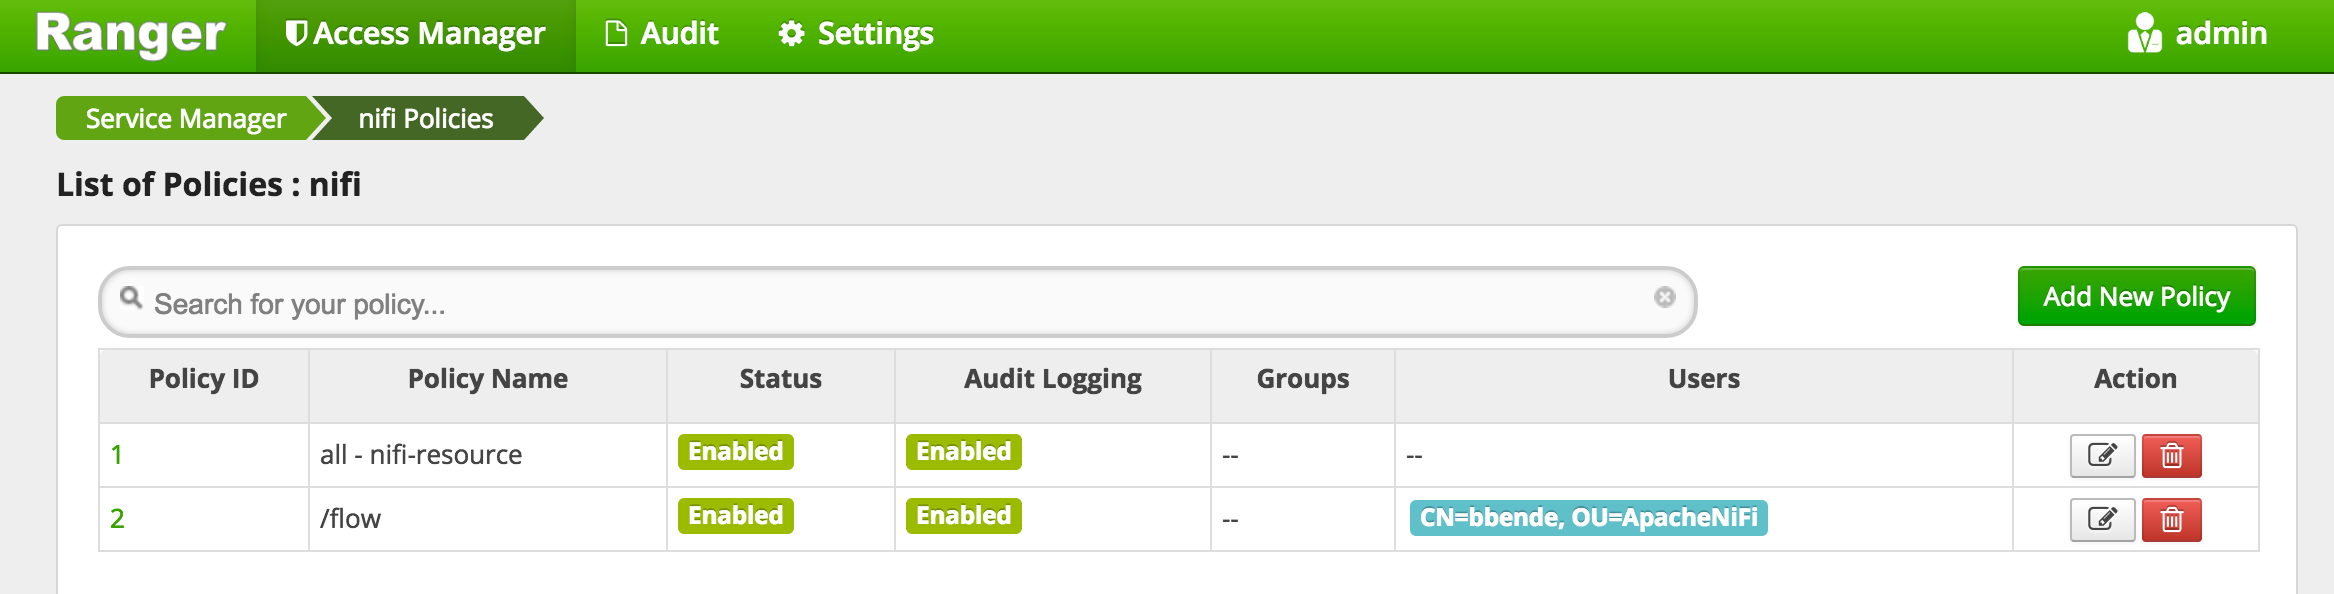 Ranger Access Manager Audit Settings admin
Service Manager nifi Policies
List of Policies : nifi
Search for your policy... Add New Policy
Policy ID Policy Name Status Audit Logging Groups Users Action
1 all - nifi-resource Enabled Enabled -- --
2 /flow Enabled Enabled -- CN=bbende, OU=ApacheNiFi